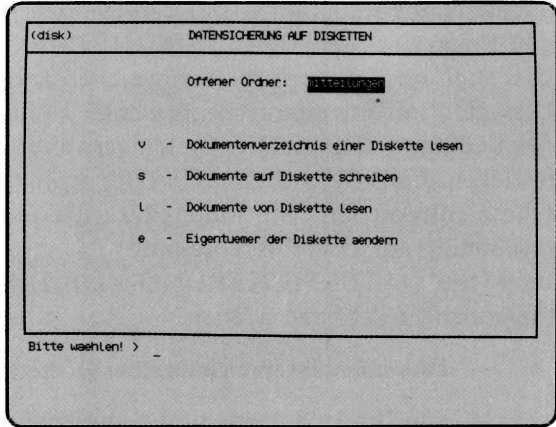 (disk) DATENSICHERUNG AUF DISKETTEN
Offener Ordner: mitteilungen
v - Dokumentenverzeichnis einer Diskette lesen
s - Dokumente auf Diskette schreiben
l - Dokumente von Diskette lesen
e - Eigentuemer der Diskette aendern
Bitte waehlen! > _